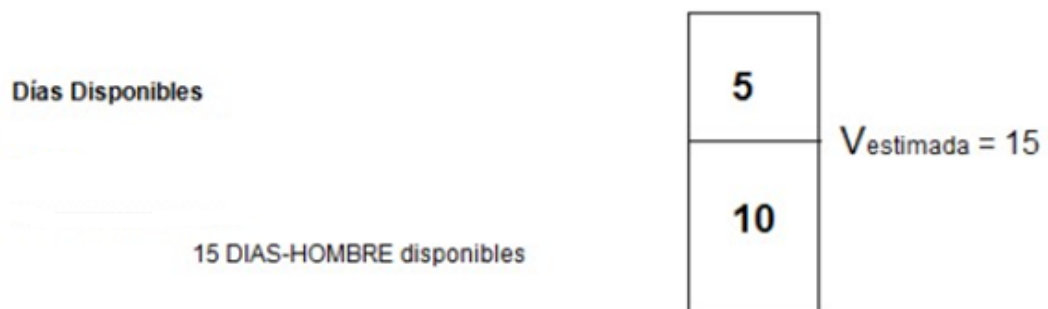 Días Disponibles
5
Vestimada = 15
10
15 DIAS-HOMBRE disponibles